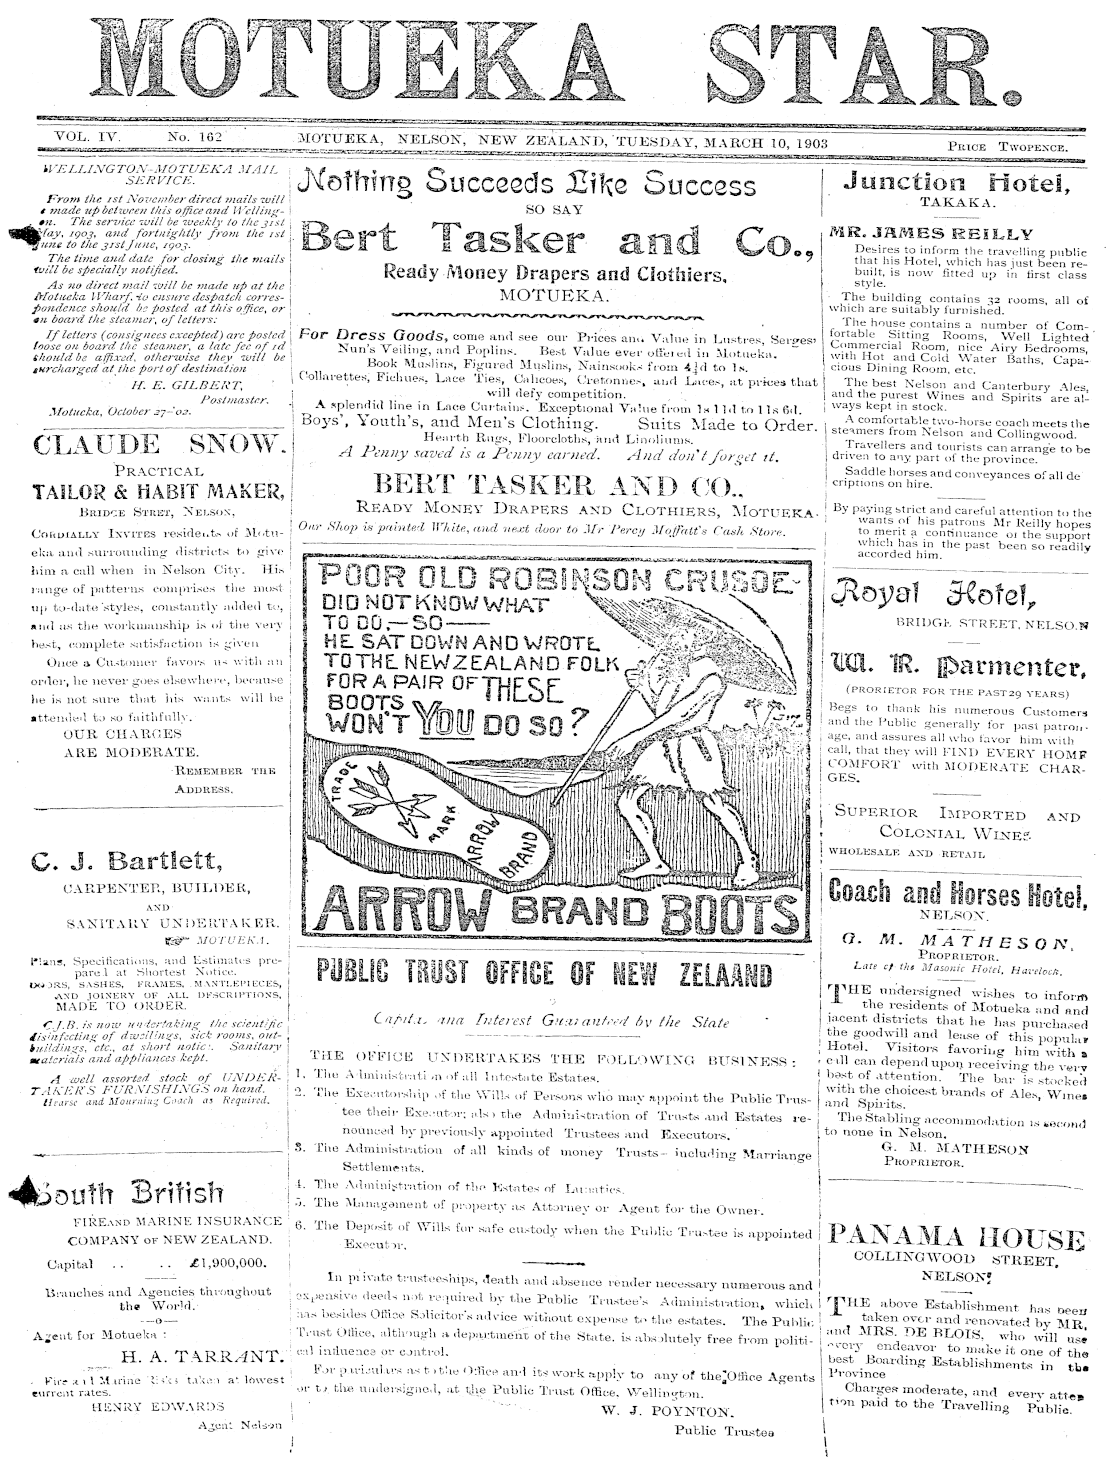 MOTUEKA STAR.
VOL. IV. No. 162 MOTUEKA, NELSON, NEW ZEALAND, TUESDAY, MARCH 10, 1903 PRICE TWOPENCE.
WELLINGTON-MOTUEKA MAIL
SERVICE.
From the 1st November direct mails will
made up between this office and Welling-
on. The service will be weekly to the 31st
May, 1903, and fortnightly from the 1st
June to the 31st June, 1903.
The time and date for closing the mails
will be specially notified.
As no direct mail will be made up at the
Motueka Wharf, to ensure despatch corres-
pondence should be posted at this office, or
on board the steamer, of letters:
If letters (consignees excepted) are posted
loose on board the steamer, a late fee of 1d
should be affixed, otherwise they will be
surcharged at the port of destination
H. E. GILBERT,
Postmaster.
Motueka, October 27-'02.
CLAUDE SNOW.
PRACTICAL
TAILOR & HABIT MAKER,
BRIDGE STRET, NELSON,
CORDIALLY INVITES residents of Motu-
eka and surrounding districts to give
him a call when in Nelson City. His
range of patterns comprises the most
up to-date styles, constantly added to,
and as the workmanship is of the very
best, complete satisfaction is given
Once a Customer favors us with an
order, he never goes elsewhere, because
he is not sure that his wants will be
attended to so faithfully.
OUR CHARGES
ARE MODERATE.
REMEMBER THE
ADDRESS.
C. J. Bartlett,
CARPENTER, BUILDER,
AND
SANITARY UNDERTAKER.
☞ MOTUEKA.
Plans, Specifications, and Estimates pre-
pared at Shortest Notice.
DOORS, SASHES, FRAMES, MANTLEPIECES,
AND JOINERY OF ALL DESCRIPTIONS,
MADE TO ORDER.
C.J.B. is now undertaking the scientific
disinfecting of dwellings, sick rooms, out-
buildings, etc., at short notice. Sanitary
materials and appliances kept.
A well assorted stock of UNDER-
TAKER'S FURNISHINGS on hand.
Hearse and Mourning Coach as Required.
South British
FIRE AND MARINE INSURANCE
COMPANY OF NEW ZEALAND.
Capital .. .. £1,900,000.
Branches and Agencies throughout
the World.
—o—
Agent for Motueka :
H. A. TARRANT.
Fire and Marine Risks taken at lowest
current rates.
HENRY EDWARDS
Agent Nelson
Nothing Succeeds Like Success
SO SAY
Bert Tasker and Co.,
Ready Money Drapers and Clothiers,
MOTUEKA.
For Dress Goods, come and see our Prices and Value in Lustres, Serges
Nun's Veiling, and Poplins. Best Value ever offered in Motueka.
Book Muslins, Figured Muslins, Nainsooks from 4½d to 1s.
Collarettes, Fichues, Lace Ties, Calicoes, Cretonnes, and Laces, at prices that
will defy competition.
A splendid line in Lace Curtains. Exceptional Value from 1s 11d to 11s 6d.
Boys', Youth's, and Men's Clothing. Suits Made to Order.
Hearth Rugs, Floorcloths, and Linoliums.
A Penny saved is a Penny earned. And don't forget it.
BERT TASKER AND CO..
READY MONEY DRAPERS AND CLOTHIERS, MOTUEKA.
Our Shop is painted White, and next door to Mr Percy Moffatt's Cash Store.
POOR OLD ROBINSON CRUSOE-
DID NOT KNOW WHAT
TO DO,—SO——
HE SAT DOWN AND WROTE
TO THE NEW ZEALAND FOLK
FOR A PAIR OF THESE
BOOTS
WON'T YOU DO SO?
TRADE
MARK
ARROW
BRAND
ARROW BRAND BOOTS
PUBLIC TRUST OFFICE OF NEW ZELAAND
Capital and Interest Guaranteed by the State
THE OFFICE UNDERTAKES THE FOLLOWING BUSINESS :
1. The Administration of all Intestate Estates.
2. The Executorship of the Wills of Persons who may appoint the Public Trus-
tee their Executor; also the Administration of Trusts and Estates re-
nounced by previously appointed Trustees and Executors.
3. The Administration of all kinds of money Trusts—including Marriange
Settlements.
4. The Administration of the Estates of Lunatics.
5. The Management of property as Attorney or Agent for the Owner.
6. The Deposit of Wills for safe custody when the Public Trustee is appointed
Executor.
In private trusteeships, death and absence render necessary numerous and
expensive deeds not required by the Public Trustee's Administration, which
has besides Office Solicitor's advice without expense to the estates. The Public
Trust Office, although a department of the State, is absolutely free from politi-
cal influence or control.
For particulars as to the Office and its work apply to any of the Office Agents
or to the undersigned, at the Public Trust Office, Wellington.
W. J. POYNTON.
Public Trustee
Junction Hotel,
TAKAKA.
MR. JAMES REILLY
Desires to inform the travelling public
that his Hotel, which has just been re-
built, is now fitted up in first class
style.
The building contains 32 rooms, all of
which are suitably furnished.
The house contains a number of Com-
fortable Sitting Rooms, Well Lighted
Commercial Room, nice Airy Bedrooms,
with Hot and Cold Water Baths, Capa-
cious Dining Room, etc.
The best Nelson and Canterbury Ales,
and the purest Wines and Spirits are al-
ways kept in stock.
A comfortable two-horse coach meets the
steamers from Nelson and Collingwood.
Travellers and tourists can arrange to be
driven to any part of the province.
Saddle horses and conveyances of all de
criptions on hire.
By paying strict and careful attention to the
wants of his patrons Mr Reilly hopes
to merit a continuance of the support
which has in the past been so readily
accorded him.
Royal Hotel,
BRIDGE STREET, NELSON
W. R. Parmenter,
(PRORIETOR FOR THE PAST 29 YEARS)
Begs to thank his numerous Customers
and the Public generally for past patron-
age, and assures all who favor him with
call, that they will FIND EVERY HOME
COMFORT with MODERATE CHAR-
GES.
SUPERIOR IMPORTED AND
COLONIAL WINES
WHOLESALE AND RETAIL
Coach and Horses Hotel,
NELSON.
G. M. MATHESON,
PROPRIETOR.
Late of the Masonic Hotel, Havelock.
THE undersigned wishes to inform
the residents of Motueka and and
jacent districts that he has purchased
the goodwill and lease of this popular
Hotel. Visitors favoring him with a
call can depend upon receiving the very
best of attention. The bar is stocked
with the choicest brands of Ales, Wines
and Spirits.
The Stabling accommodation is second
to none in Nelson.
G. M. MATHESON
PROPRIETOR.
PANAMA HOUSE
COLLINGWOOD STREET,
NELSON
THE above Establishment has been
taken over and renovated by MR.
and MRS. DE BLOIS, who will use
every endeavor to make it one of the
best Boarding Establishments in the
Province
Charges moderate, and every atten
tion paid to the Travelling Public.